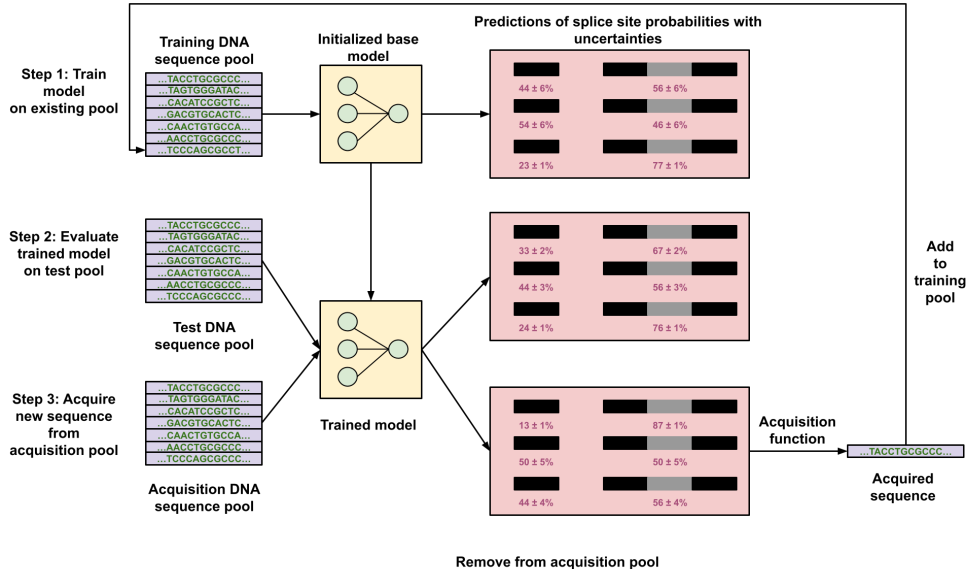 Predictions of splice site probabilities with
uncertainties
Training DNA
sequence pool
Initialized base
model
Step 1: Train
model
on existing pool
...TACCTGCGCCC...
...TAGTGGGATAC...
...CACATCCGCTC...
...GACGTGCACTC...
...CAACTGTGCCA...
...AACCTGCGCCC...
...TCCCAGCGCCT...
44 ± 6%
56 ± 6%
54 ± 6%
46 ± 6%
23 ± 1%
77 ± 1%
Step 2: Evaluate
trained model
on test pool
...TACCTGCGCCC...
...TAGTGGGATAC...
...CACATCCGCTC...
...GACGTGCACTC...
...CAACTGTGCCA...
...AACCTGCGCCC...
...TCCCAGCGCCC...
Test DNA
sequence pool
33 ± 2%
67 ± 2%
44 ± 3%
56 ± 3%
24 ± 1%
76 ± 1%
Add
to
training
pool
Step 3: Acquire
new sequence
from
acquisition pool
...TACCTGCGCCC...
...TAGTGGGATAC...
...CACATCCGCTC...
...GACGTGCACTC...
...CAACTGTGCCA...
...AACCTGCGCCC...
...TCCCAGCGCCC...
Acquisition DNA
sequence pool
Trained model
13 ± 1%
87 ± 1%
50 ± 5%
50 ± 5%
44 ± 4%
56 ± 4%
Acquisition
function
...TACCTGCGCCC...
Acquired
sequence
Remove from acquisition pool